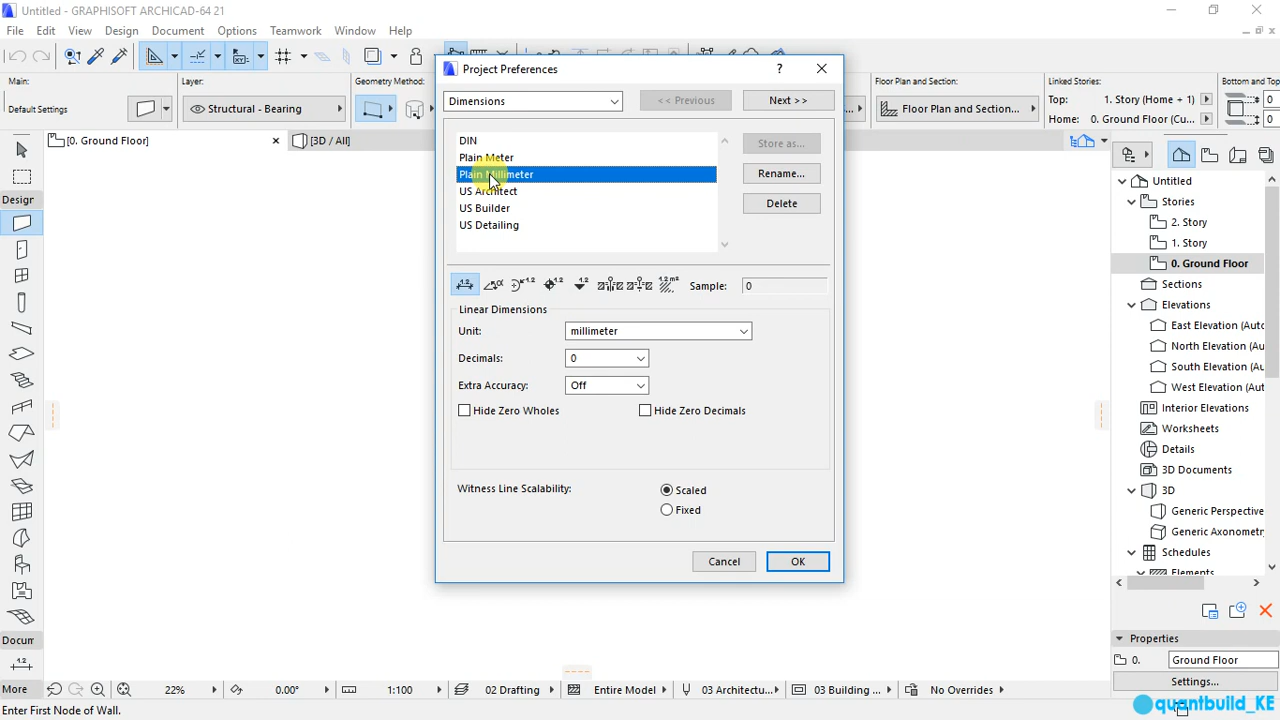 Untitled - GRAPHISOFT ARCHICAD-64 21
File Edit View Design Document Options Teamwork Window Help
Main:
Default Settings
Layer:
Structural - Bearing
Geometry Method:
Floor Plan and Section:
Floor Plan and Section...
Linked Stories:
Top: 1. Story (Home + 1)
Home: 0. Ground Floor (Cu...
Bottom and Top
0
0
[0. Ground Floor]
[3D / All]
Project Preferences
?
Dimensions
<< Previous
Next >>
DIN
Plain Meter
Plain Millimeter
US Architect
US Builder
US Detailing
Store as...
Rename...
Delete
Sample: 0
Linear Dimensions
Unit: millimeter
Decimals: 0
Extra Accuracy: Off
Hide Zero Wholes
Hide Zero Decimals
Witness Line Scalability:
Scaled
Fixed
Cancel
OK
Design
Docum
1.2
More
Untitled
Stories
2. Story
1. Story
0. Ground Floor
Sections
Elevations
East Elevation (Aut
North Elevation (Au
South Elevation (Au
West Elevation (Aut
Interior Elevations
Worksheets
Details
3D Documents
3D
Generic Perspective
Generic Axonometry
Schedules
Elements
Properties
0. Ground Floor
Settings...
22%
0.00°
1:100
02 Drafting
Entire Model
03 Architectu...
03 Building ...
No Overrides
Enter First Node of Wall.
quantbuild_KE